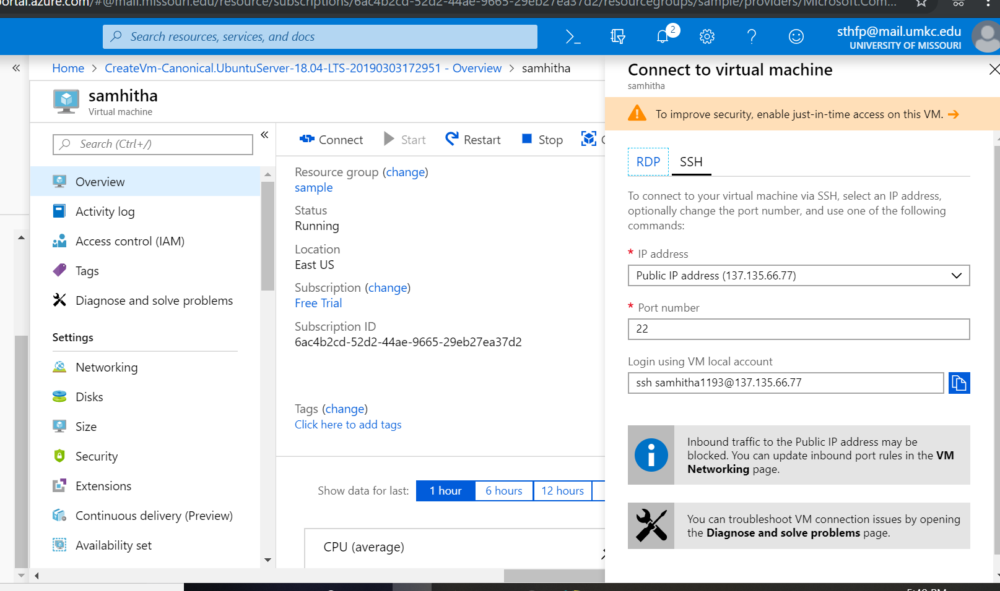 portal.azure.com/#@mail.missouri.edu/resource/subscriptions/6ac4b2cd-52d2-44ae-9665-29eb27ea37d2/resourcegroups/sample/providers/Microsoft.Com...
Search resources, services, and docs
2
sthfp@mail.umkc.edu
UNIVERSITY OF MISSOURI
Home > CreateVm-Canonical.UbuntuServer-18.04-LTS-20190303172951 - Overview > samhitha
samhitha
Virtual machine
Search (Ctrl+/)
Overview
Activity log
Access control (IAM)
Tags
Diagnose and solve problems
Settings
Networking
Disks
Size
Security
Extensions
Continuous delivery (Preview)
Availability set
Connect
Start
Restart
Stop
Resource group (change)
sample
Status
Running
Location
East US
Subscription (change)
Free Trial
Subscription ID
6ac4b2cd-52d2-44ae-9665-29eb27ea37d2
Tags (change)
Click here to add tags
Show data for last:
1 hour
6 hours
12 hours
CPU (average)
Connect to virtual machine
samhitha
To improve security, enable just-in-time access on this VM.
RDP
SSH
To connect to your virtual machine via SSH, select an IP address,
optionally change the port number, and use one of the following
commands:
* IP address
Public IP address (137.135.66.77)
* Port number
22
Login using VM local account
ssh samhitha1193@137.135.66.77
Inbound traffic to the Public IP address may be
blocked. You can update inbound port rules in the VM
Networking page.
You can troubleshoot VM connection issues by opening
the Diagnose and solve problems page.